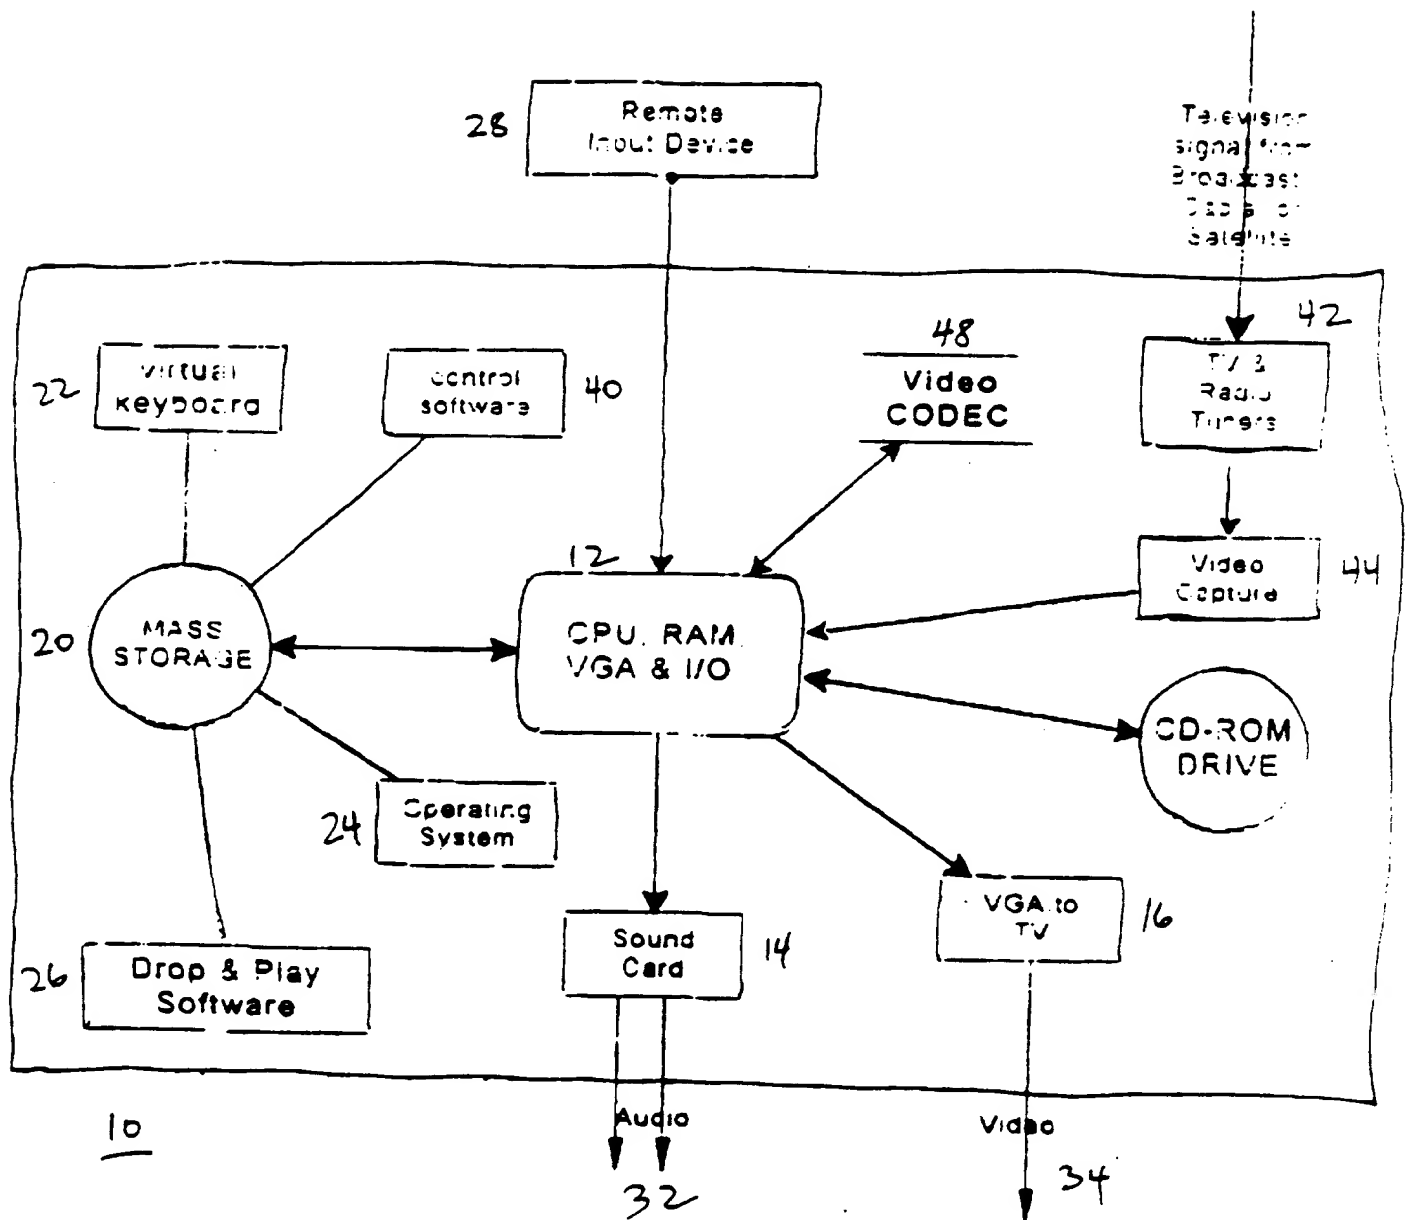 28
Remote
Input Device
Television
signal from
Broadcast
Satellite
42
TV &
Radio
Tuners
22
Virtual
Keyboard
control
software
40
48
Video
CODEC
Video
Capture
44
12
CPU, RAM
VGA & I/O
20
MASS
STORAGE
CD-ROM
DRIVE
24
Operating
System
VGA to
TV
16
Sound
Card
14
26
Drop & Play
Software
10
Audio
32
Video
34